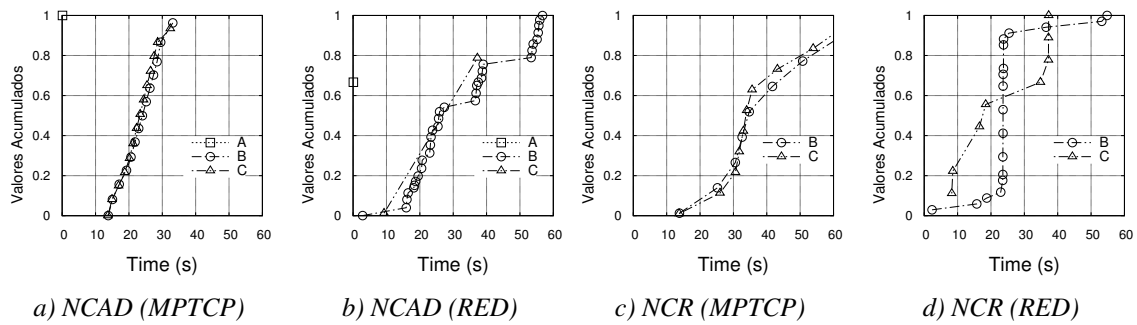 Valores Acumulados
1
0.8
0.6
0.4
0.2
0
0 10 20 30 40 50 60
Time (s)
A
B
C
a) NCAD (MPTCP)
Valores Acumulados
1
0.8
0.6
0.4
0.2
0
0 10 20 30 40 50 60
Time (s)
A
B
C
b) NCAD (RED)
Valores Acumulados
1
0.8
0.6
0.4
0.2
0
0 10 20 30 40 50 60
Time (s)
B
C
c) NCR (MPTCP)
Valores Acumulados
1
0.8
0.6
0.4
0.2
0
0 10 20 30 40 50 60
Time (s)
B
C
d) NCR (RED)